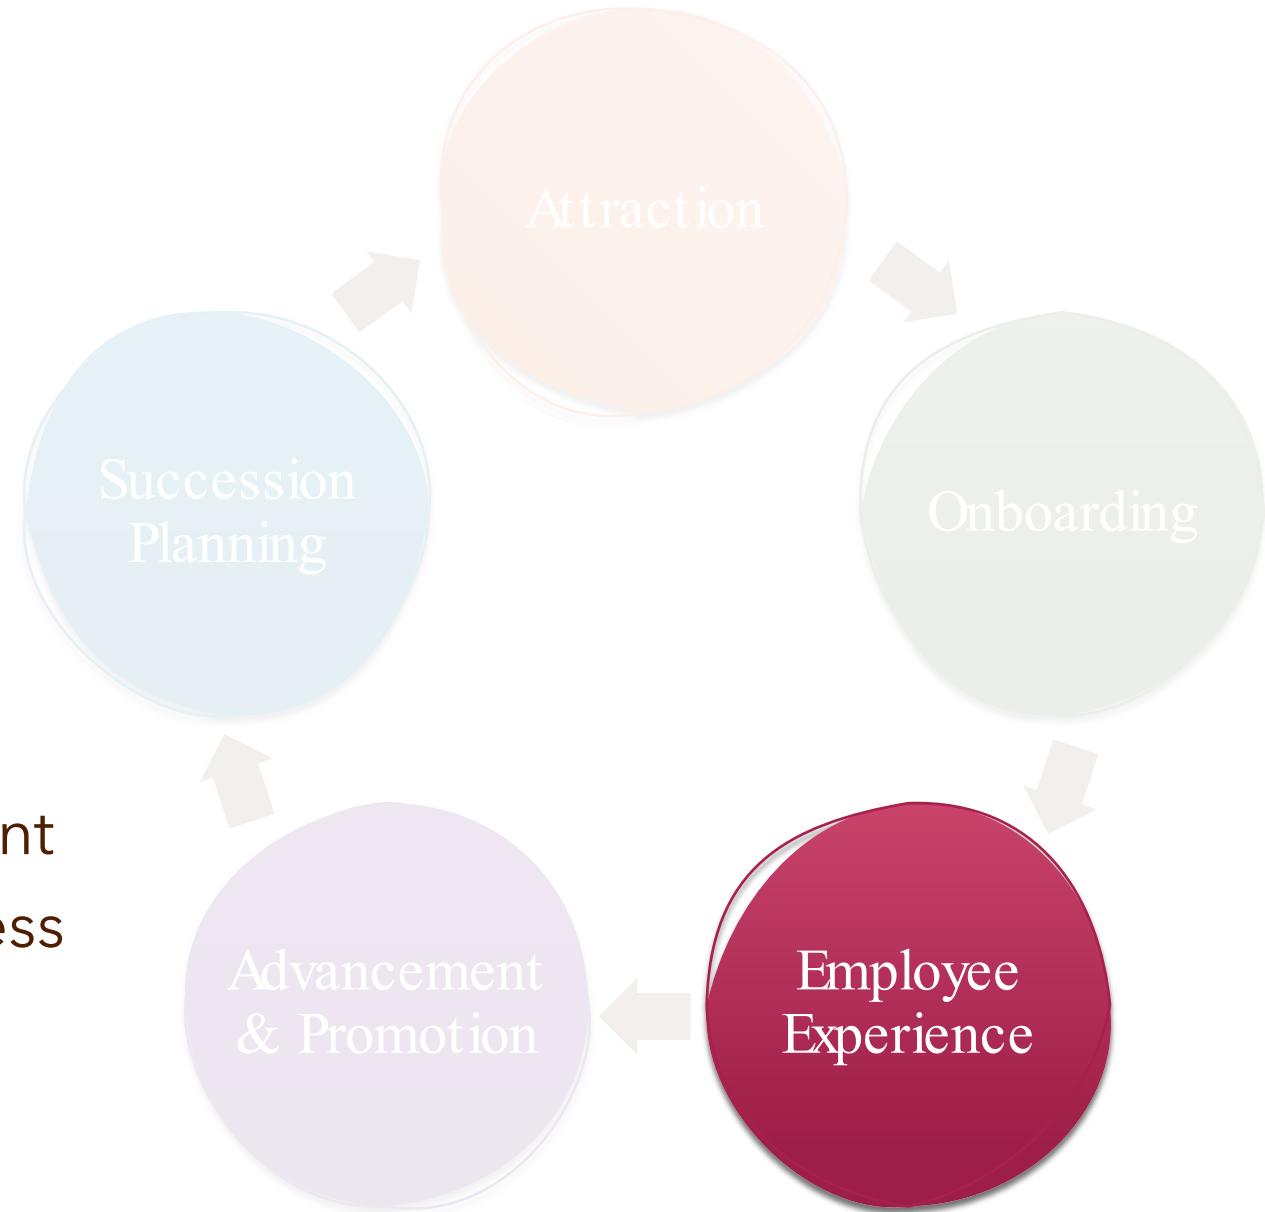 Attraction
Succession
Planning
Onboarding
nt
ess
Advancement
& Promotion
Employee
Experience